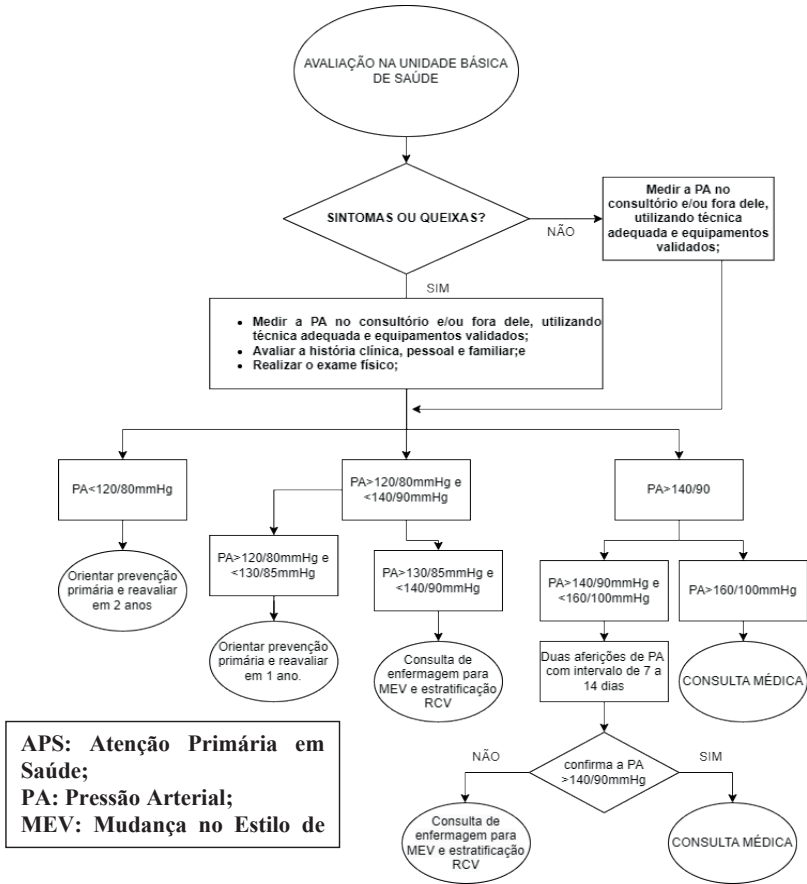 AVALIAÇÃO NA UNIDADE BÁSICA
DE SAÚDE
SINTOMAS OU QUEIXAS?
NÃO
Medir a PA no
consultório e/ou fora dele,
utilizando técnica
adequada e equipamentos
validados;
SIM
• Medir a PA no consultório e/ou fora dele, utilizando
técnica adequada e equipamentos validados;
• Avaliar a história clínica, pessoal e familiar;e
• Realizar o exame físico;
PA<120/80mmHg
PA>120/80mmHg e
<140/90mmHg
PA>140/90
Orientar prevenção
primária e reavaliar
em 2 anos
PA>120/80mmHg e
<130/85mmHg
PA>130/85mmHg e
<140/90mmHg
PA>140/90mmHg e
<160/100mmHg
PA>160/100mmHg
Orientar prevenção
primária e reavaliar
em 1 ano.
Consulta de
enfermagem para
MEV e estratificação
RCV
Duas aferições de PA
com intervalo de 7 a
14 dias
CONSULTA MÉDICA
APS: Atenção Primária em
Saúde;
PA: Pressão Arterial;
MEV: Mudança no Estilo de
NÃO
confirma a PA
>140/90mmHg
SIM
Consulta de
enfermagem para
MEV e estratificação
RCV
CONSULTA MÉDICA